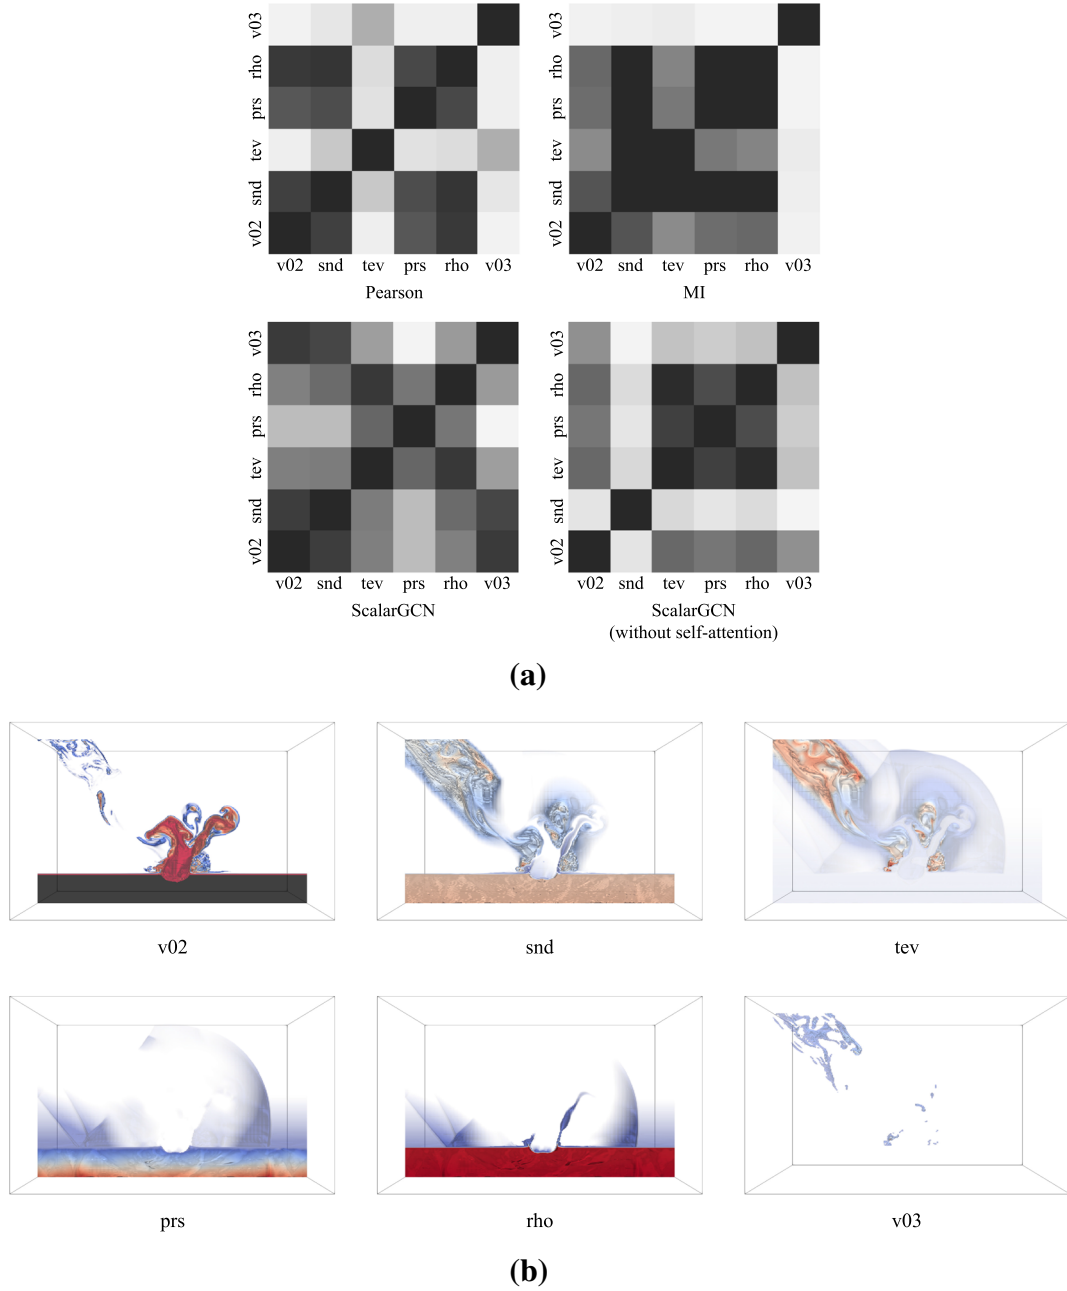 v03
rho
prs
tev
snd
v02
v02 snd tev prs rho v03
Pearson
v03
rho
prs
tev
snd
v02
v02 snd tev prs rho v03
MI
v03
rho
prs
tev
snd
v02
v02 snd tev prs rho v03
ScalarGCN
v03
rho
prs
tev
snd
v02
v02 snd tev prs rho v03
ScalarGCN
(without self-attention)
(a)
v02
snd
tev
prs
rho
v03
(b)